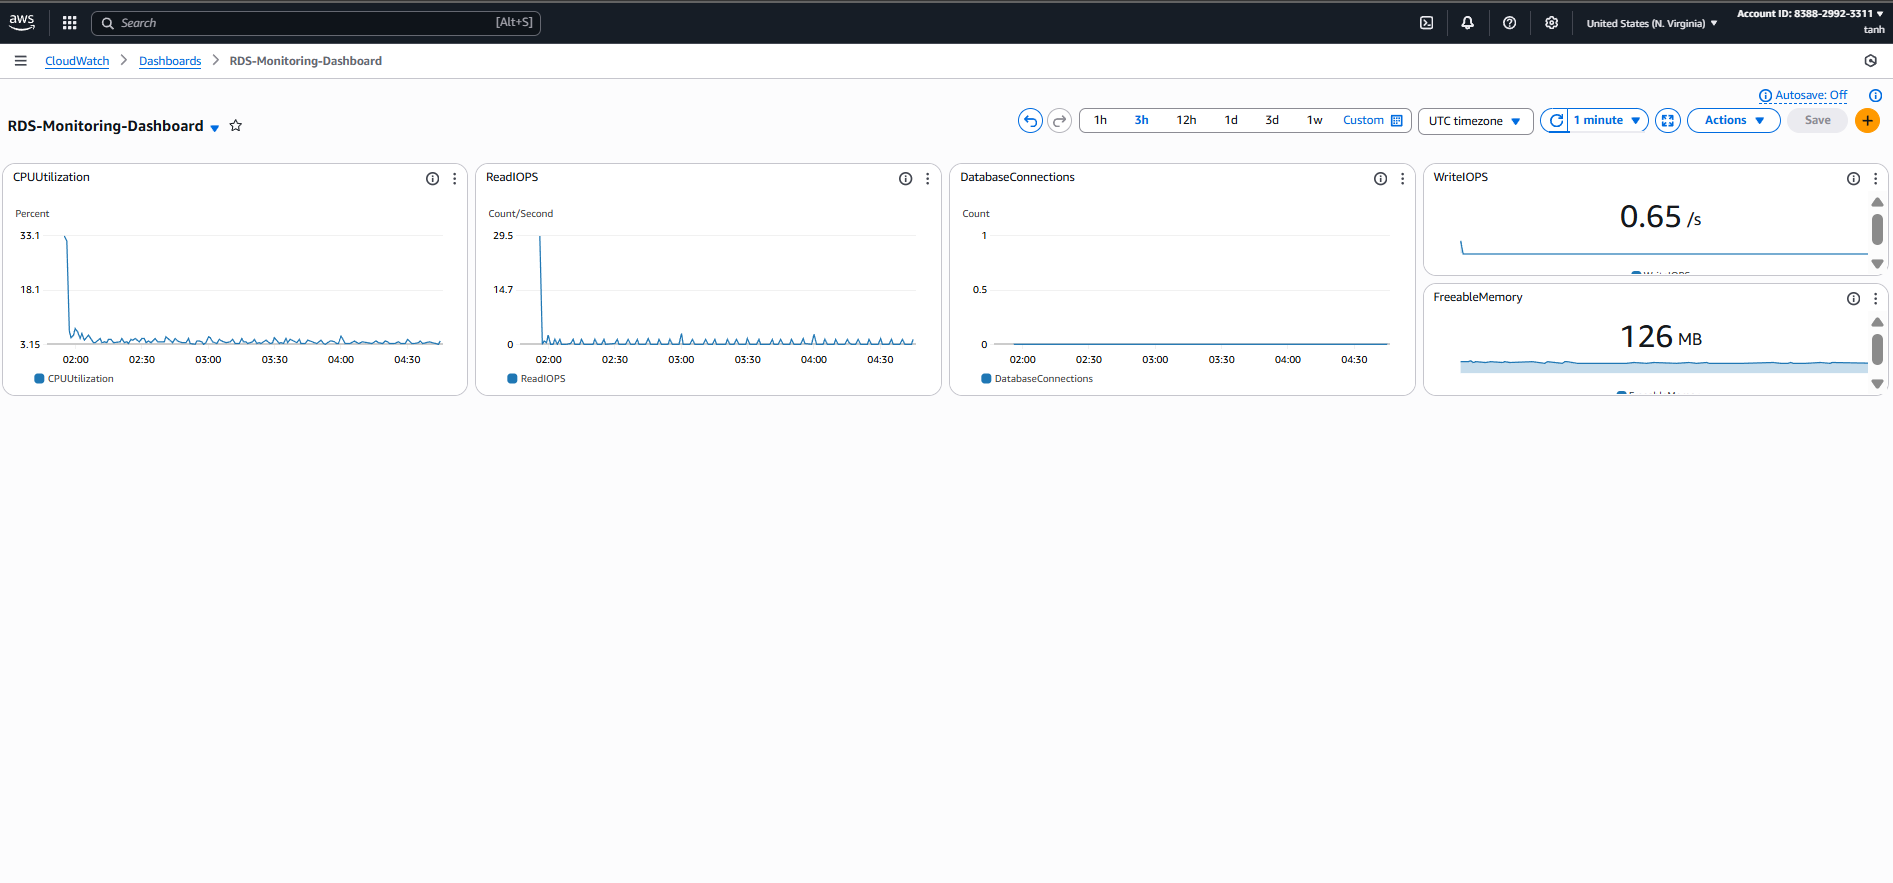 aws
Search [Alt+S]
United States (N. Virginia)
Account ID: 8388-2992-3311
tanh
CloudWatch
Dashboards
RDS-Monitoring-Dashboard
Autosave: Off
RDS-Monitoring-Dashboard
1h 3h 12h 1d 3d 1w Custom
UTC timezone
1 minute
Actions
Save
CPUUtilization
Percent
33.1
18.1
3.15
02:00 02:30 03:00 03:30 04:00 04:30
CPUUtilization
ReadIOPS
Count/Second
29.5
14.7
0
02:00 02:30 03:00 03:30 04:00 04:30
ReadIOPS
DatabaseConnections
Count
1
0.5
0
02:00 02:30 03:00 03:30 04:00 04:30
DatabaseConnections
WriteIOPS
0.65 /s
FreeableMemory
126 MB